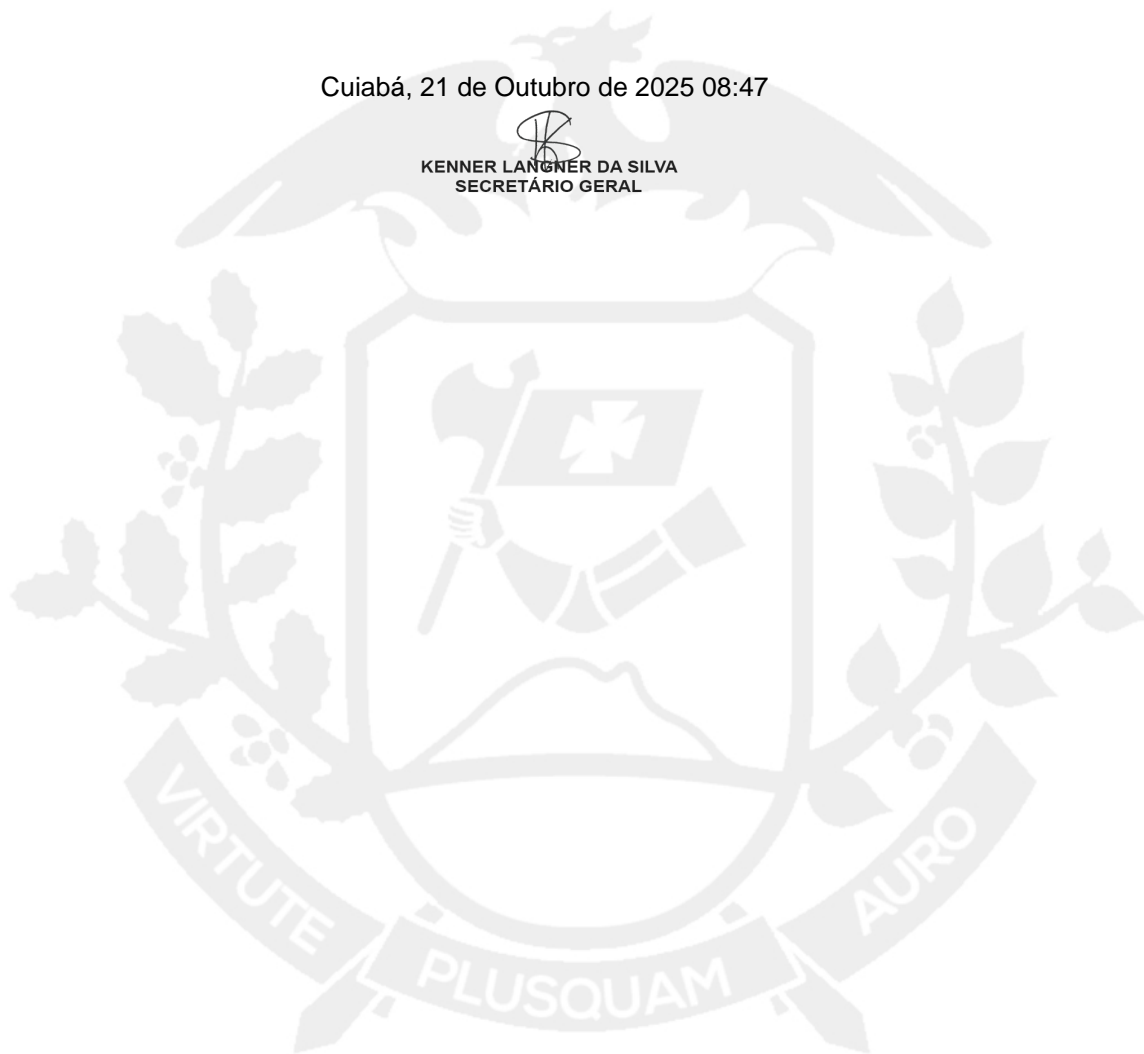 Cuiabá, 21 de Outubro de 2025 08:47
KENNER LANGNER DA SILVA
SECRETÁRIO GERAL
VIRTUTE
PLUSQUAM
AURO